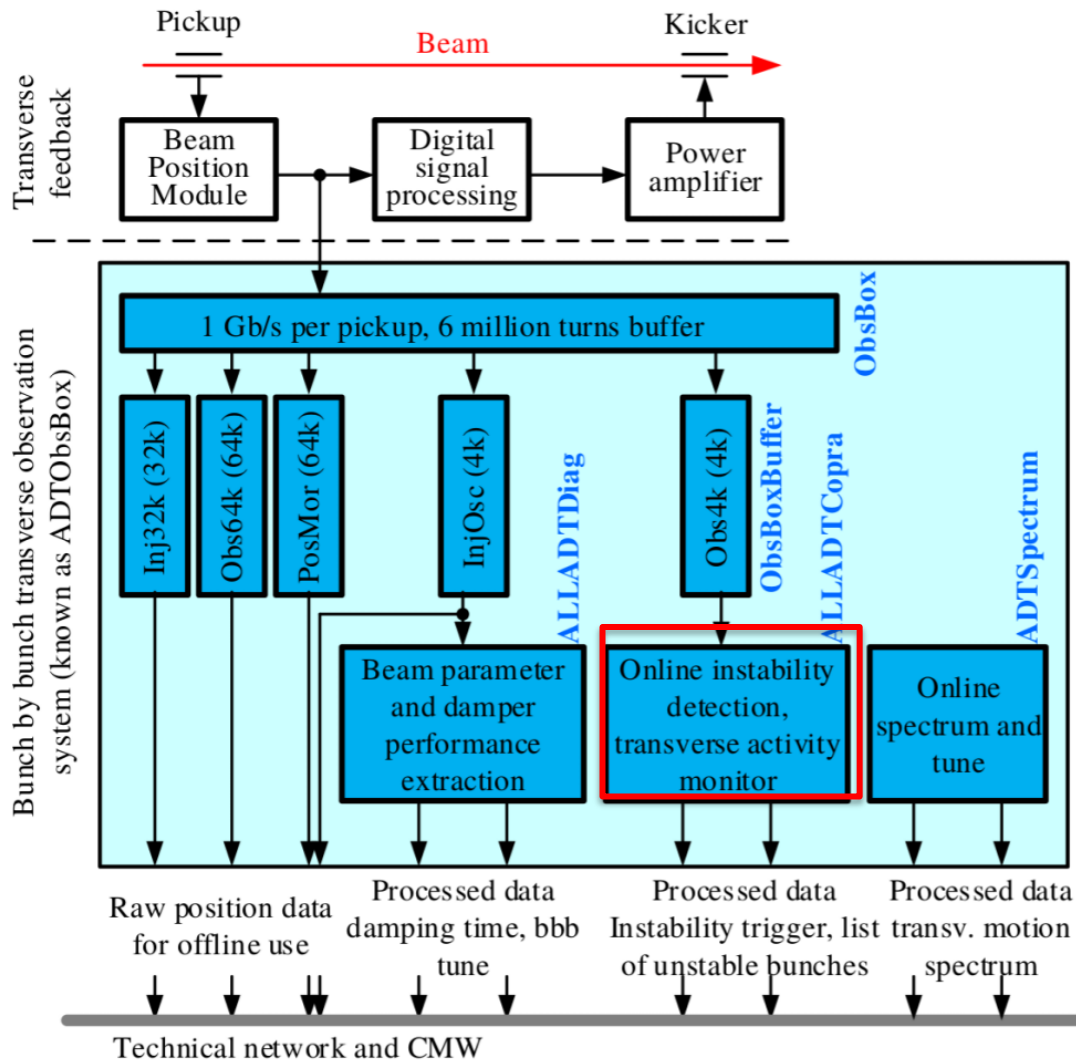 Pickup
Kicker
Beam
Transverse
feedback
Beam
Position
Module
Digital
signal
processing
Power
amplifier
Bunch by bunch transverse observation
system (known as ADTObsBox)
1 Gb/s per pickup, 6 million turns buffer
ObsBox
Inj32k (32k)
Obs64k (64k)
PosMor (64k)
InjOsc (4k)
Obs4k (4k)
ObsBoxBuffer
ALLADTDiag
ALLADTCopra
ADTSpectrum
Beam parameter
and damper
performance
extraction
Online instability
detection,
transverse activity
monitor
Online
spectrum and
tune
Raw position data
for offline use
Processed data
damping time, bbb
tune
Processed data
Instability trigger, list
of unstable bunches
Processed data
transv. motion
spectrum
Technical network and CMW